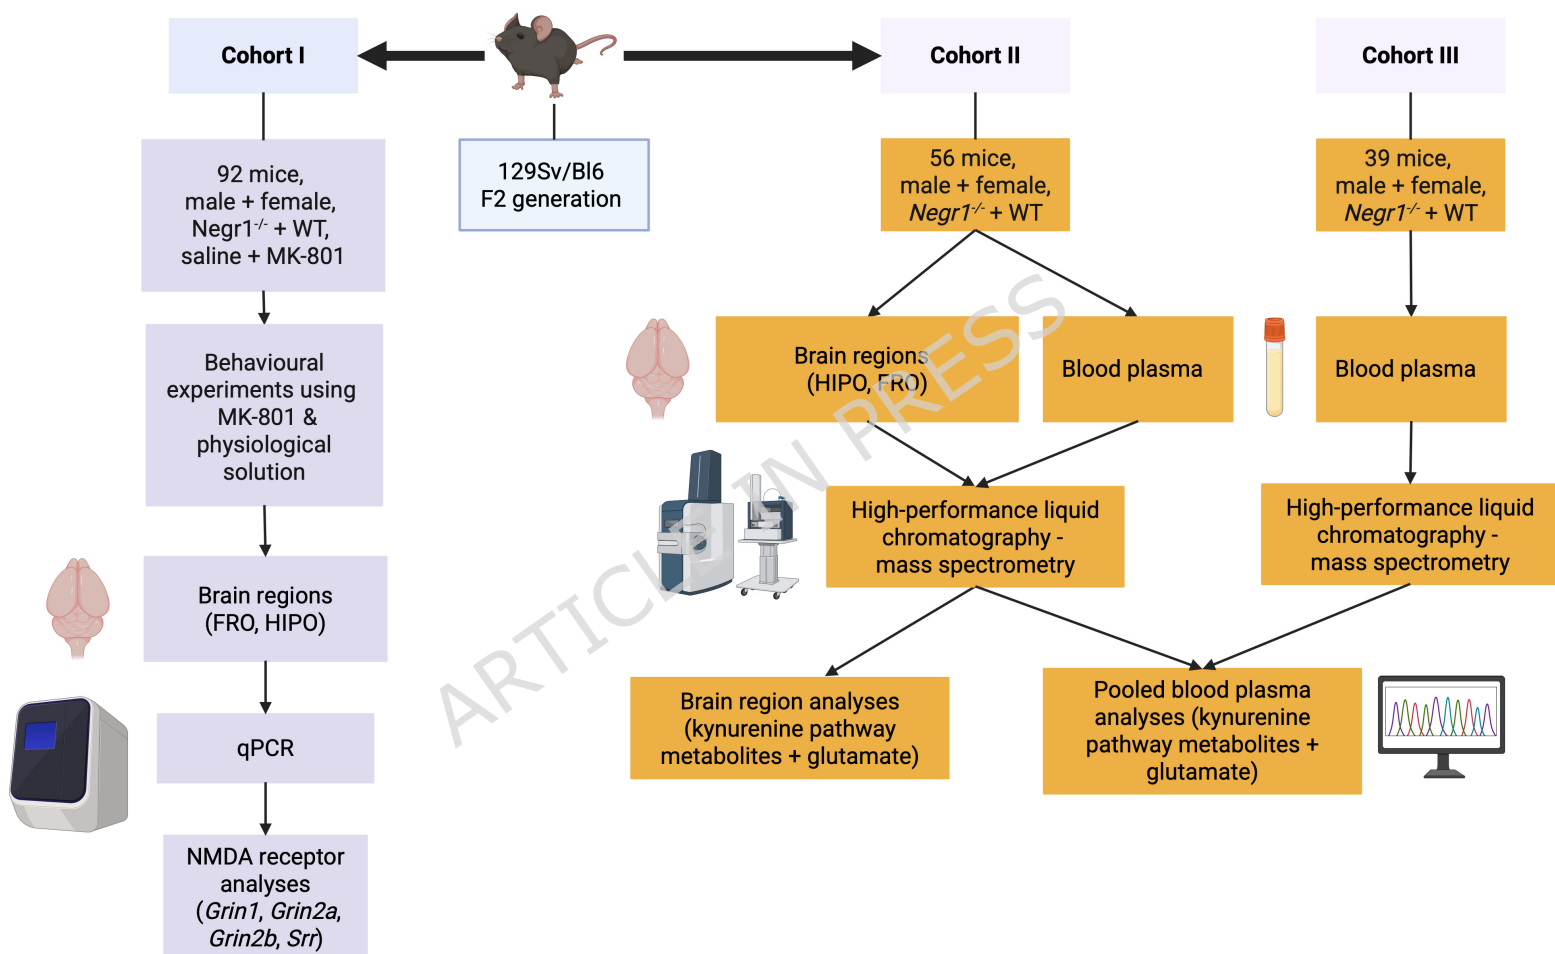 Cohort I
Cohort II
Cohort III
92 mice,
male + female,
Negr1-/- + WT,
saline + MK-801
129Sv/Bl6
F2 generation
56 mice,
male + female,
Negr1-/- + WT
39 mice,
male + female,
Negr1-/- + WT
Behavioural
experiments using
MK-801 &
physiological
solution
Brain regions
(HIPO, FRO)
Blood plasma
Blood plasma
High-performance liquid
chromatography -
mass spectrometry
High-performance liquid
chromatography -
mass spectrometry
Brain regions
(FRO, HIPO)
qPCR
NMDA receptor
analyses
(Grin1, Grin2a,
Grin2b, Srr)
Brain region analyses
(kynurenine pathway
metabolites + glutamate)
Pooled blood plasma
analyses (kynurenine
pathway metabolites +
glutamate)
ARTICLE IN PRESS